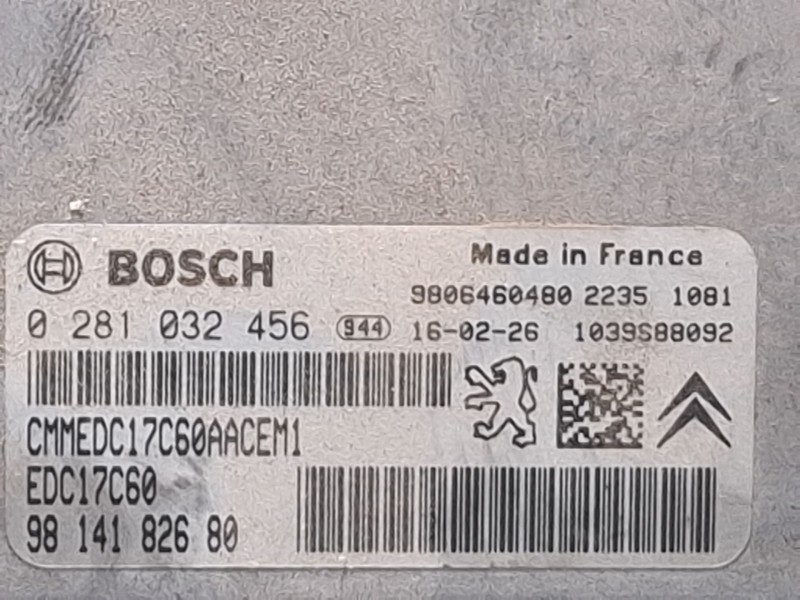 BOSCH
Made in France
9806460480 2235 1081
0 281 032 456 944 16-02-26 1039S88092
CMMEDC17C60AACEM1
EDC17C60
98 141 826 80